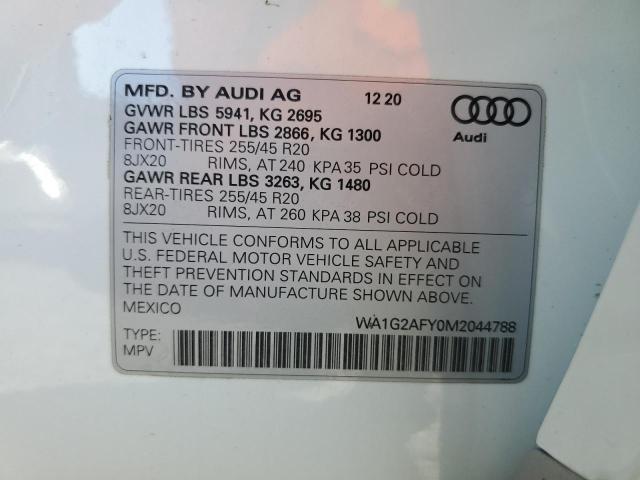 MFD. BY AUDI AG 12 20
GVWR LBS 5941, KG 2695
GAWR FRONT LBS 2866, KG 1300
FRONT-TIRES 255/45 R20
8JX20 RIMS, AT 240 KPA 35 PSI COLD
GAWR REAR LBS 3263, KG 1480
REAR-TIRES 255/45 R20
8JX20 RIMS, AT 260 KPA 38 PSI COLD
Audi
THIS VEHICLE CONFORMS TO ALL APPLICABLE
U.S. FEDERAL MOTOR VEHICLE SAFETY AND
THEFT PREVENTION STANDARDS IN EFFECT ON
THE DATE OF MANUFACTURE SHOWN ABOVE.
MEXICO
WA1G2AFY0M2044788
TYPE:
MPV